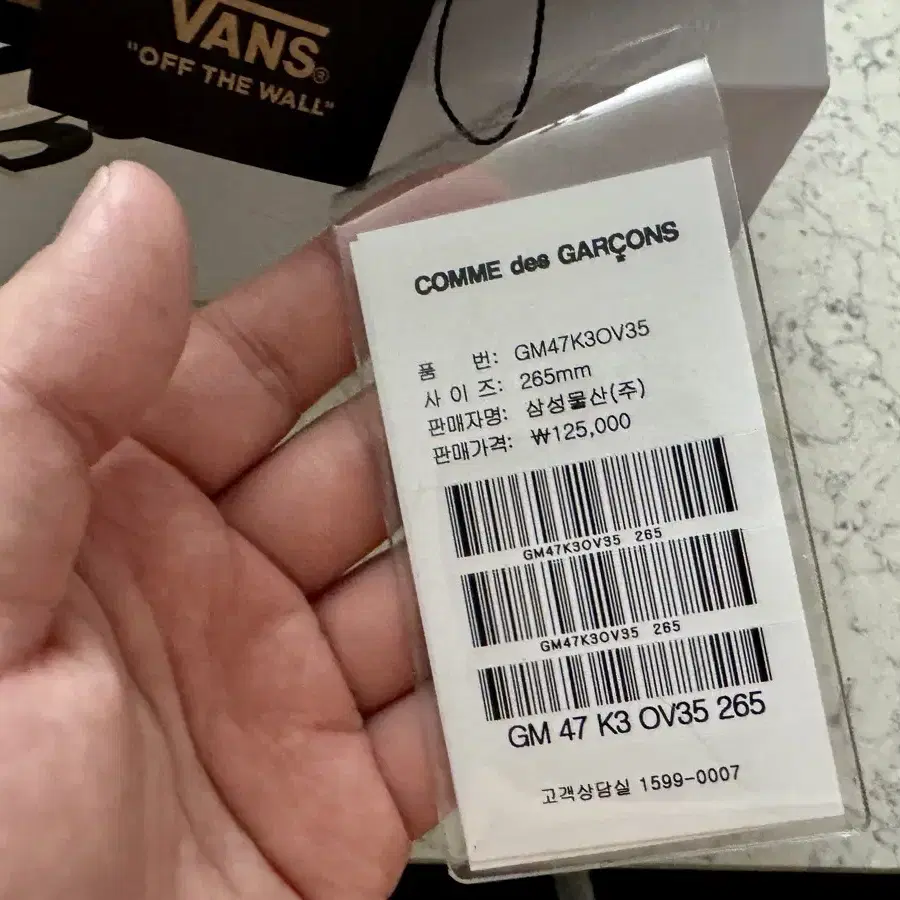 VANS®
"OFF THE WALL"
COMME des GARÇONS
품 번: GM47K3OV35
사 이 즈: 265mm
판매자명: 삼성물산(주)
판매가격: ₩125,000
GM47K3OV35 265
GM47K3OV35 265
GM 47 K3 OV35 265
고객상담실 1599-0007